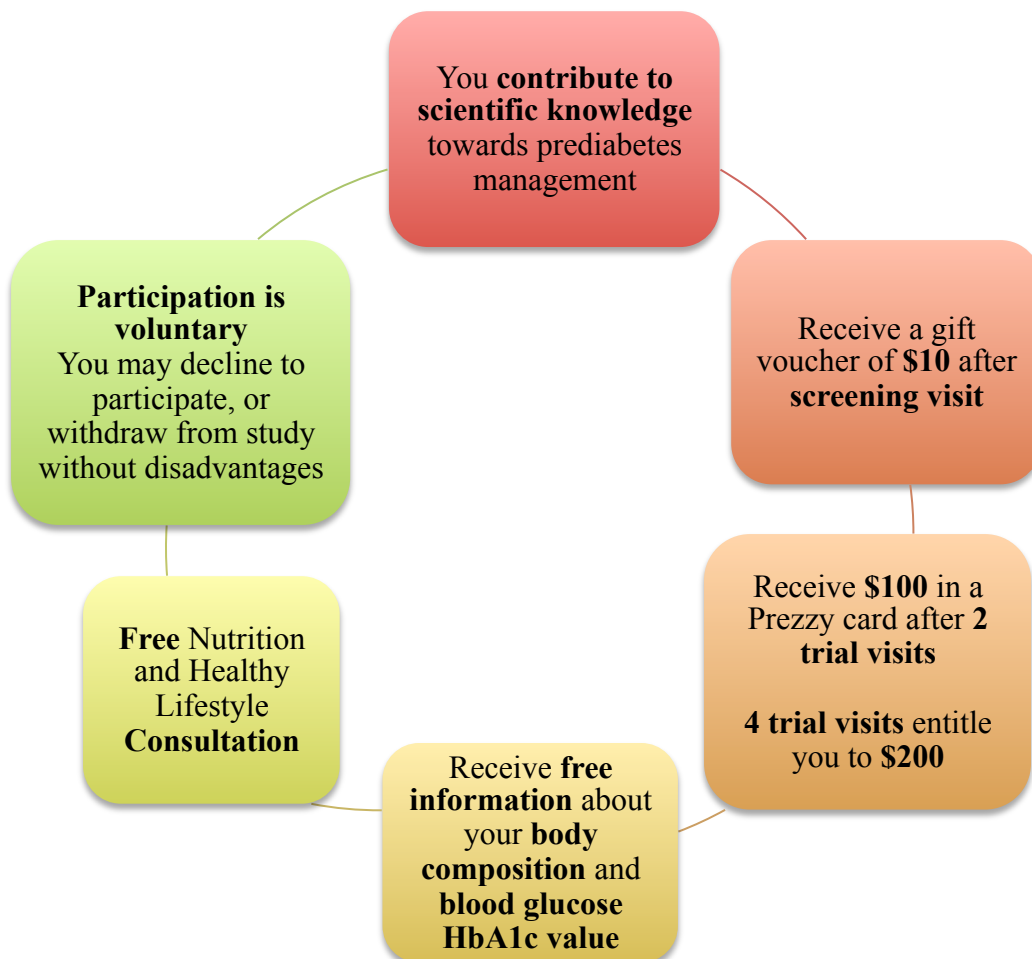 You contribute to
scientific knowledge
towards prediabetes
management
Receive a gift
voucher of $10 after
screening visit
Receive $100 in a
Prezzy card after 2
trial visits
4 trial visits entitle
you to $200
Receive free
information about
your body
composition and
blood glucose
HbA1c value
Free Nutrition
and Healthy
Lifestyle
Consultation
Participation is
voluntary
You may decline to
participate, or
withdraw from study
without disadvantages